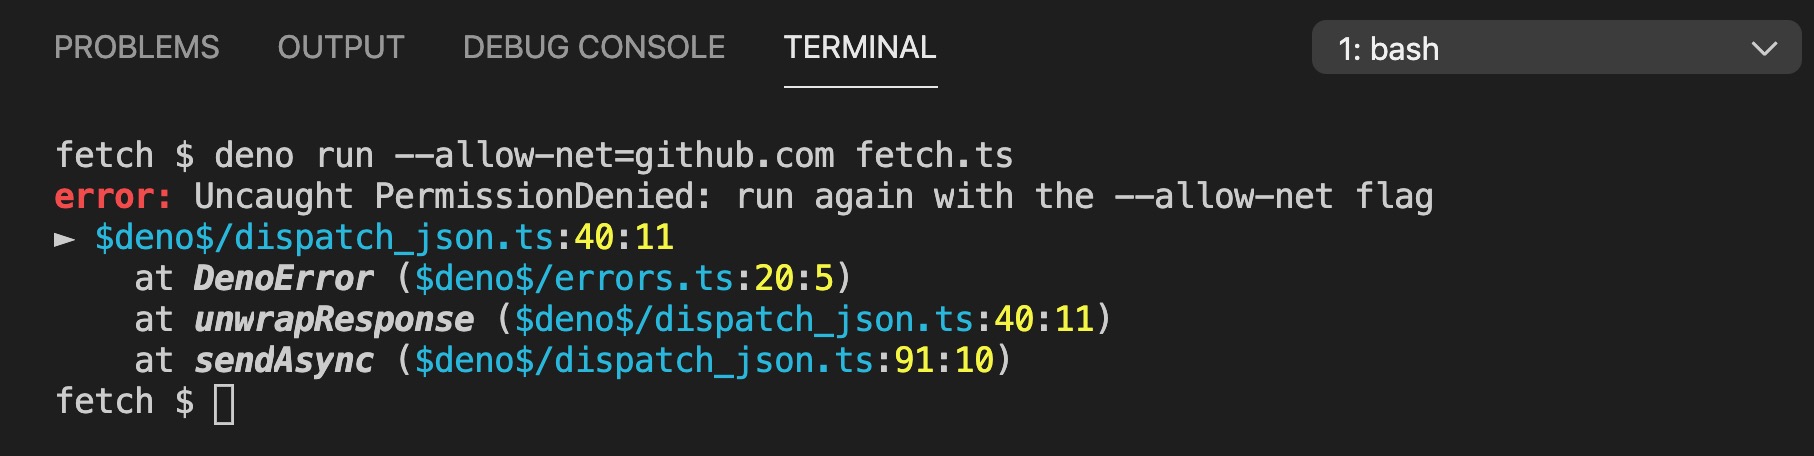 PROBLEMS OUTPUT DEBUG CONSOLE TERMINAL 1: bash
fetch $ deno run --allow-net=github.com fetch.ts
error: Uncaught PermissionDenied: run again with the --allow-net flag
► $deno$/dispatch_json.ts:40:11
at DenoError ($deno$/errors.ts:20:5)
at unwrapResponse ($deno$/dispatch_json.ts:40:11)
at sendAsync ($deno$/dispatch_json.ts:91:10)
fetch $